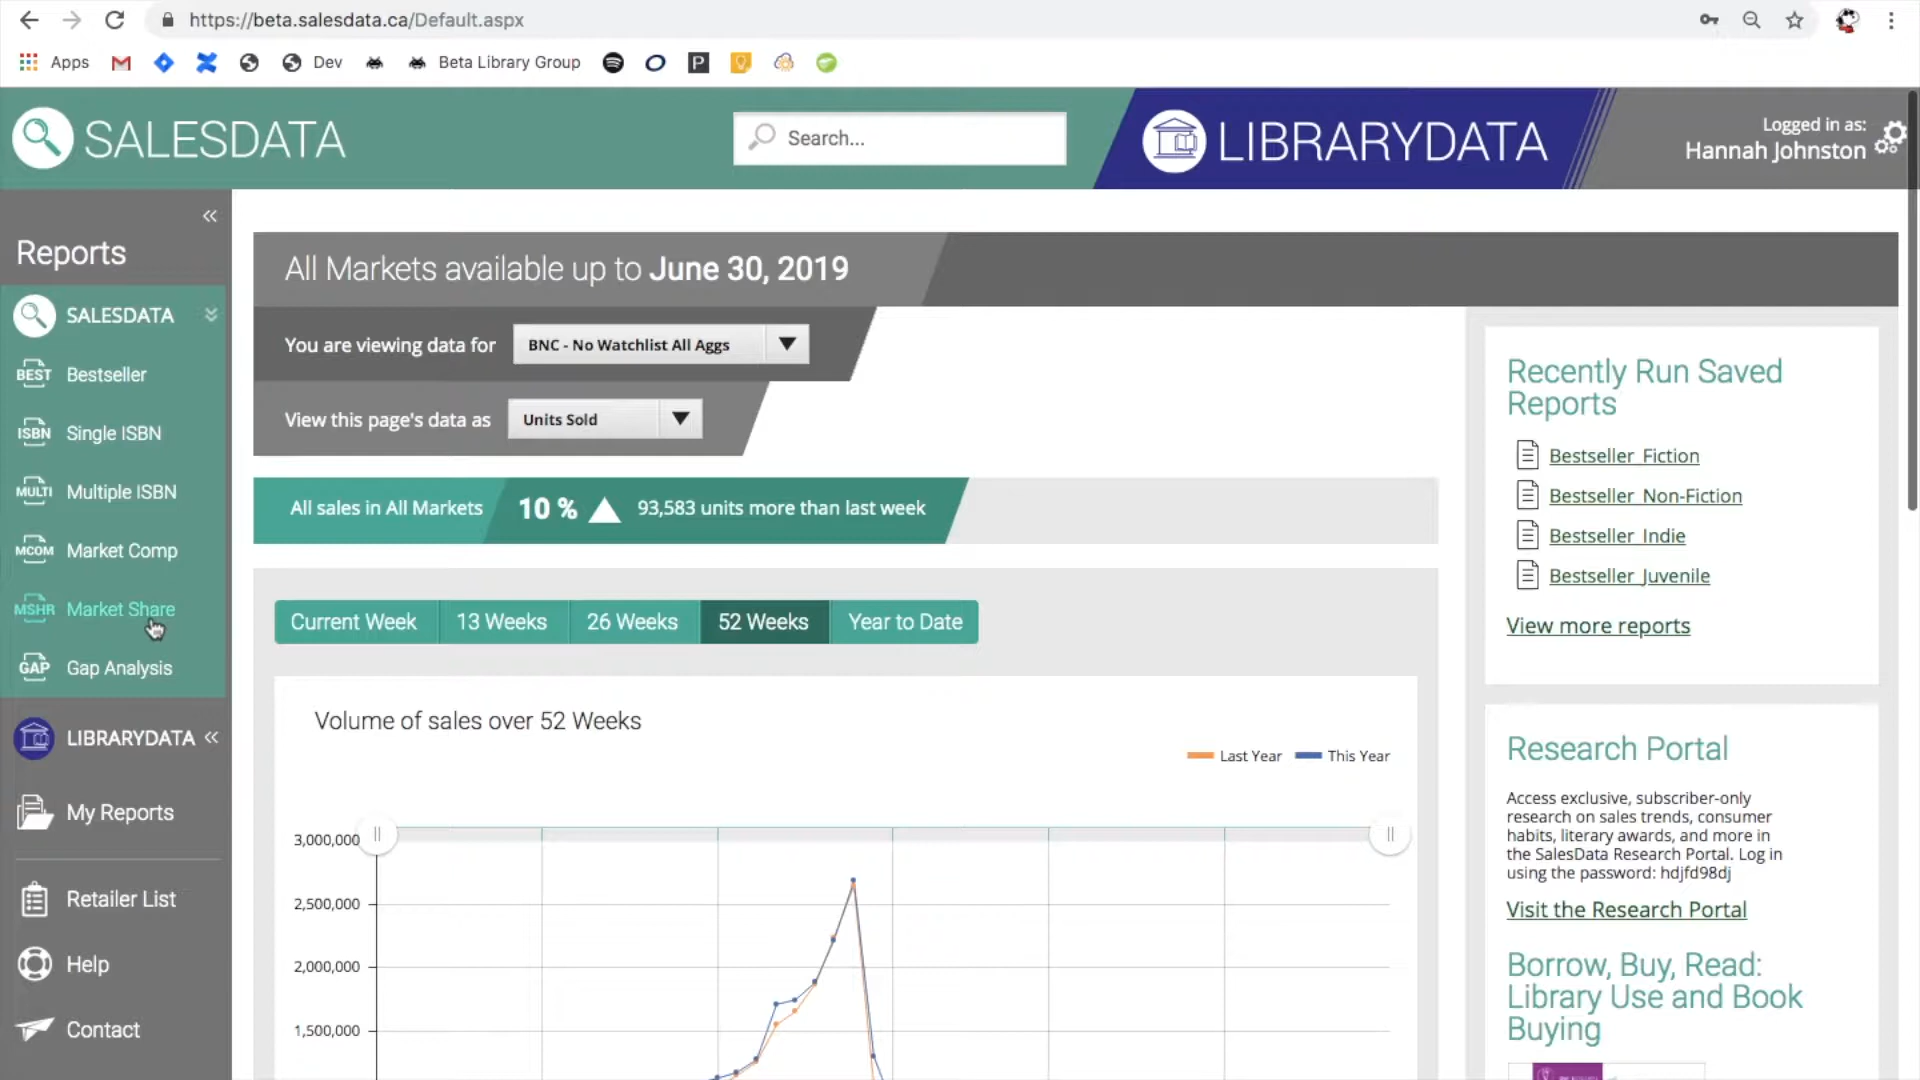 https://beta.salesdata.ca/Default.aspx
Apps
Dev
Beta Library Group
P
SALESDATA
Search...
LIBRARYDATA
Logged in as:
Hannah Johnston
Reports
SALESDATA
BEST Bestseller
ISBN Single ISBN
MULTI Multiple ISBN
MCOM Market Comp
MSHR Market Share
GAP Gap Analysis
LIBRARYDATA
My Reports
Retailer List
Help
Contact
All Markets available up to June 30, 2019
You are viewing data for BNC - No Watchlist All Aggs
View this page's data as Units Sold
All sales in All Markets 10 % 93,583 units more than last week
Current Week 13 Weeks 26 Weeks 52 Weeks Year to Date
Volume of sales over 52 Weeks
Last Year This Year
3,000,000
2,500,000
2,000,000
1,500,000
Recently Run Saved
Reports
Bestseller_Fiction
Bestseller_Non-Fiction
Bestseller_Indie
Bestseller_Juvenile
View more reports
Research Portal
Access exclusive, subscriber-only
research on sales trends, consumer
habits, literary awards, and more in
the SalesData Research Portal. Log in
using the password: hdjfd98dj
Visit the Research Portal
Borrow, Buy, Read:
Library Use and Book
Buying